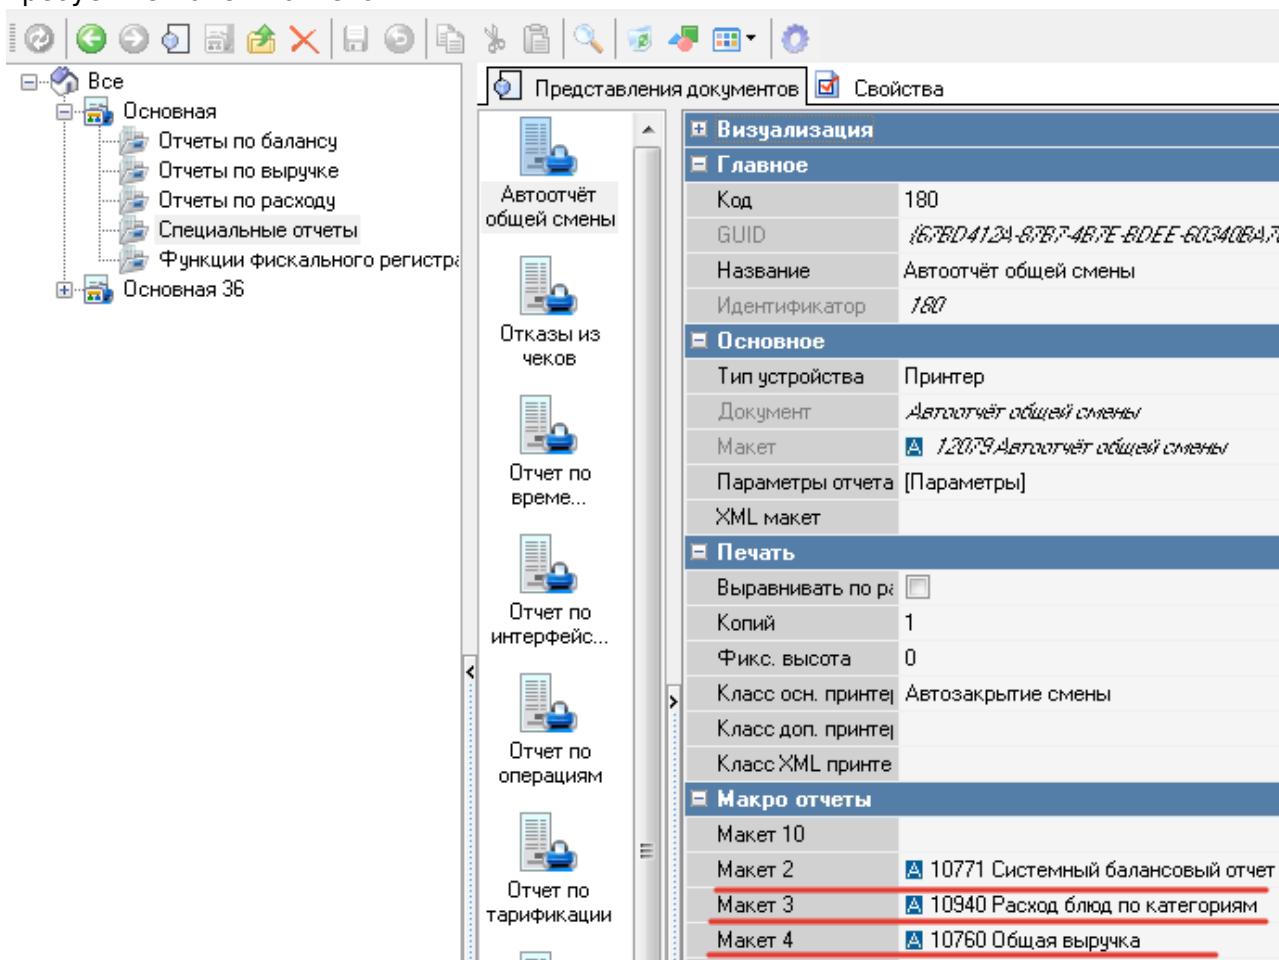 Представления документов
Свойства
Все
Основная
Отчеты по балансу
Отчеты по выручке
Отчеты по расходу
Специальные отчеты
Функции фискального
Основная 36
Автоотчёт
общей смены
Отказы из
чеков
Отчет по
време...
Отчет по
интерфейс...
Отчет по
операциям
Отчет по
тарификации
Визуализация
Главное
Код 180
GUID
Название Автоотчёт общей смены
Идентификатор 180
Основное
Тип устройства Принтер
Документ Автоотчёт общей смены
Макет A 12079 Автоотчёт общей смены
Параметры отчета [Параметры]
XML макет
Печать
Выравнивать по
Копий 1
Фикс. высота 0
Класс осн. Автозакрытие смены
Класс доп.
Класс XML принте
Макро отчеты
Макет 10
Макет 2 A 10771 Системный балансовый отчет
Макет 3 A 10940 Расход блюд по категориям
Макет 4 A 10760 Общая выручка